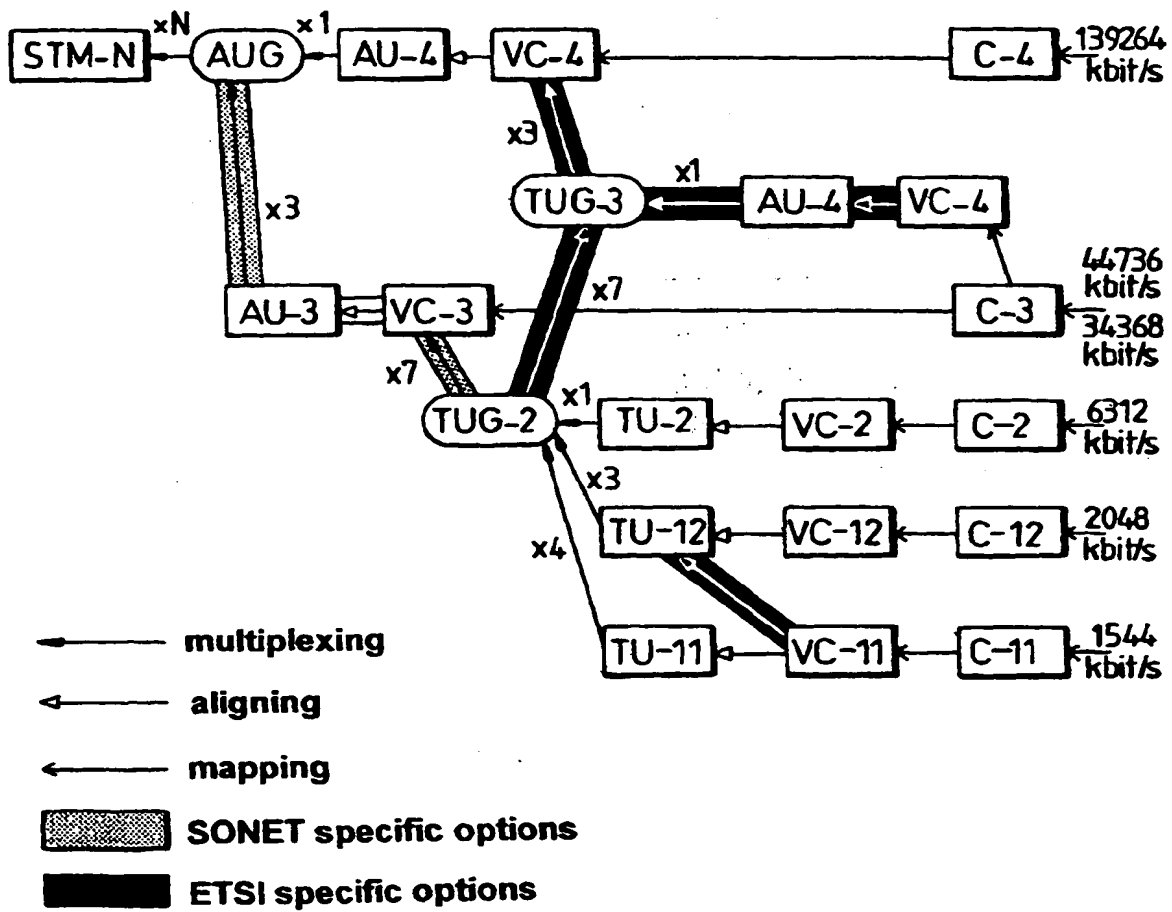 xN x1
STM-N AUG AU-4 VC-4 C-4 139264
kbit/s
x3 x1
TUG-3 AU-4 VC-4
x3
44736
x7
AU-3 VC-3 C-3
34368
kbit/s
x7
x1
TUG-2 TU-2 VC-2 C-2 6312
kbit/s
x3
TU-12 VC-12 C-12 2048
kbit/s
x4
TU-11 VC-11 C-11 1544
kbit/s
multiplexing
aligning
mapping
SONET specific options
ETSI specific options